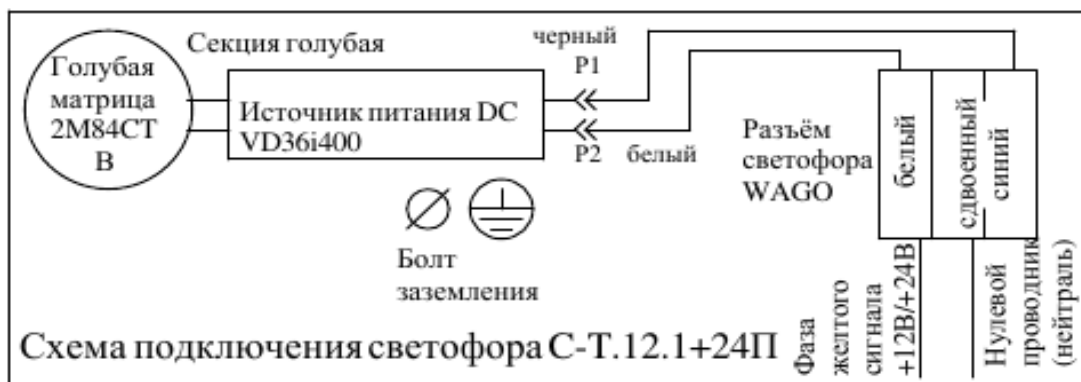 Секция голубая
черный
P1
Голубая
матрица
2М84СТ
В
Источник питания DC
VD36i400
P2
белый
Разъём
светофора
WAGO
белый
сдвоенный
синий
Болт
заземления
Фаза
желтого
сигнала
+12В/+24В
Нулевой
проводник
(нейтраль)
Схема подключения светофора С-Т.12.1+24П